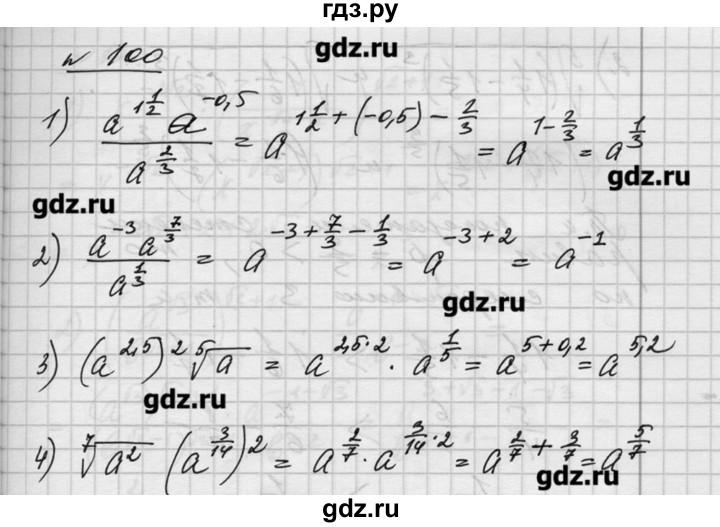 гдз.ру
gdz.ru
№ 100
1) \frac{a^{1\frac{1}{2}} a^{-0,5}}{a^{\frac{2}{3}}} = a^{1\frac{1}{2} + (-0,5) - \frac{2}{3}} = a^{1 - \frac{2}{3}} = a^{\frac{1}{3}}
gdz.ru
gdz.ru
2) \frac{a^{-3} a^{\frac{7}{3}}}{a^{\frac{1}{3}}} = a^{-3 + \frac{7}{3} - \frac{1}{3}} = a^{-3+2} = a^{-1}
gdz.ru
3) (a^{2,5})^2 \sqrt[5]{a} = a^{2,5·2} · a^{\frac{1}{5}} = a^{5+0,2} = a^{5,2}
gdz.ru
4) \sqrt[7]{a^2} (a^{\frac{3}{14}})^2 = a^{\frac{2}{7}} · a^{\frac{3}{14}·2} = a^{\frac{2}{7} + \frac{3}{7}} = a^{\frac{5}{7}}
gdz.ru
gdz.ru